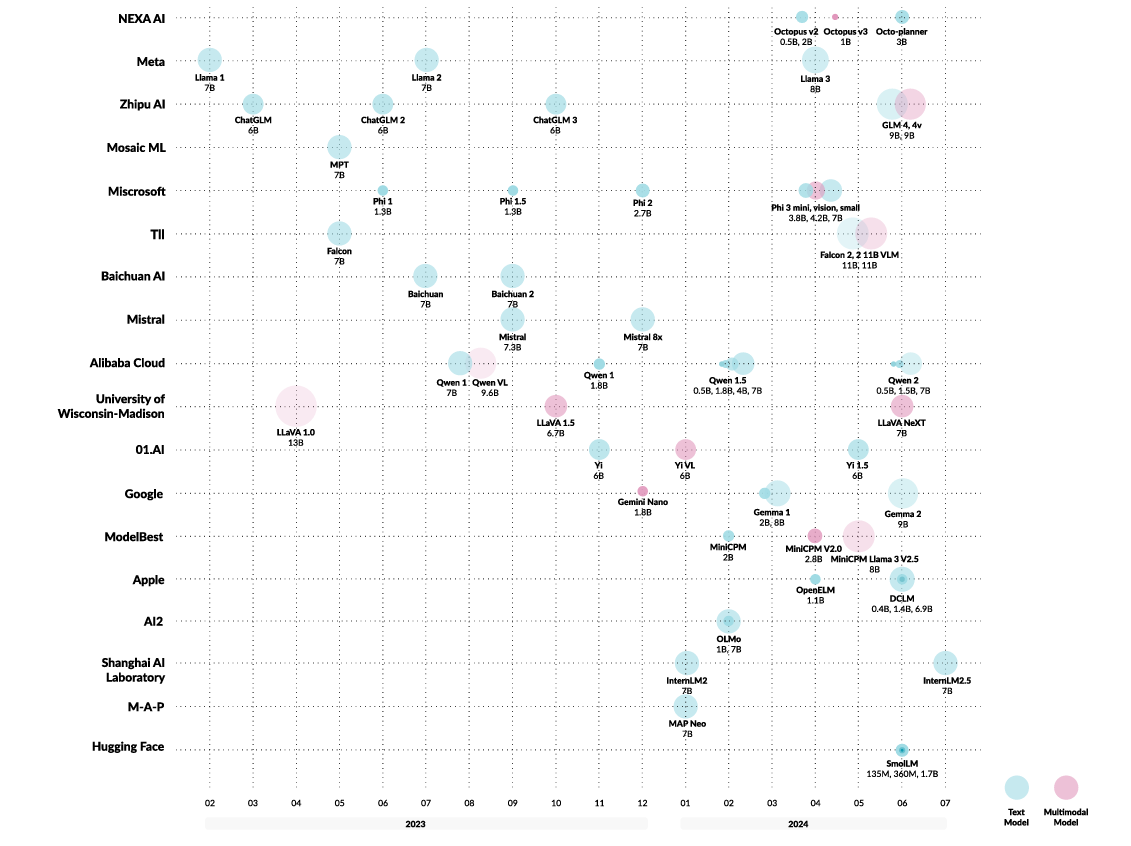 NEXA AI
Octopus v2 Octopus v3 Octo-planner
0.5B, 2B 1B 3B
Meta
Llama 1 Llama 2 Llama 3
7B 7B 8B
Zhipu AI
ChatGLM ChatGLM 2 ChatGLM 3 GLM 4, 4v
6B 6B 6B 9B, 9B
Mosaic ML
MPT
7B
Miscrosoft
Phi 1 Phi 1.5 Phi 2 Phi 3 mini, vision, small
1.3B 1.3B 2.7B 3.8B, 4.2B, 7B
TII
Falcon Falcon 2, 2 11B VLM
7B 11B, 11B
Baichuan AI
Baichuan Baichuan 2
7B 7B
Mistral
Mistral Mistral 8x
7.3B 7B
Alibaba Cloud
Qwen 1 Qwen VL Qwen 1 Qwen 1.5 Qwen 2
7B 9.6B 1.8B 0.5B, 1.8B, 4B, 7B 0.5B, 1.5B, 7B
University of
Wisconsin-Madison
LLaVA 1.0 LLaVA 1.5 LLaVA NeXT
13B 6.7B 7B
01.AI
Yi Yi VL Yi 1.5
6B 6B 6B
Google
Gemini Nano Gemma 1 Gemma 2
1.8B 2B, 8B 9B
ModelBest
MiniCPM MiniCPM V2.0 MiniCPM Llama 3 V2.5
2B 2.8B 8B
Apple
OpenELM DCLM
1.1B 0.4B, 1.4B, 6.9B
AI2
OLMo
1B, 7B
Shanghai AI
Laboratory
InternLM2 InternLM2.5
7B 7B
M-A-P
MAP Neo
7B
Hugging Face
SmolLM
135M, 360M, 1.7B
02 03 04 05 06 07 08 09 10 11 12 01 02 03 04 05 06 07
2023 2024
Text
Model
Multimodal
Model